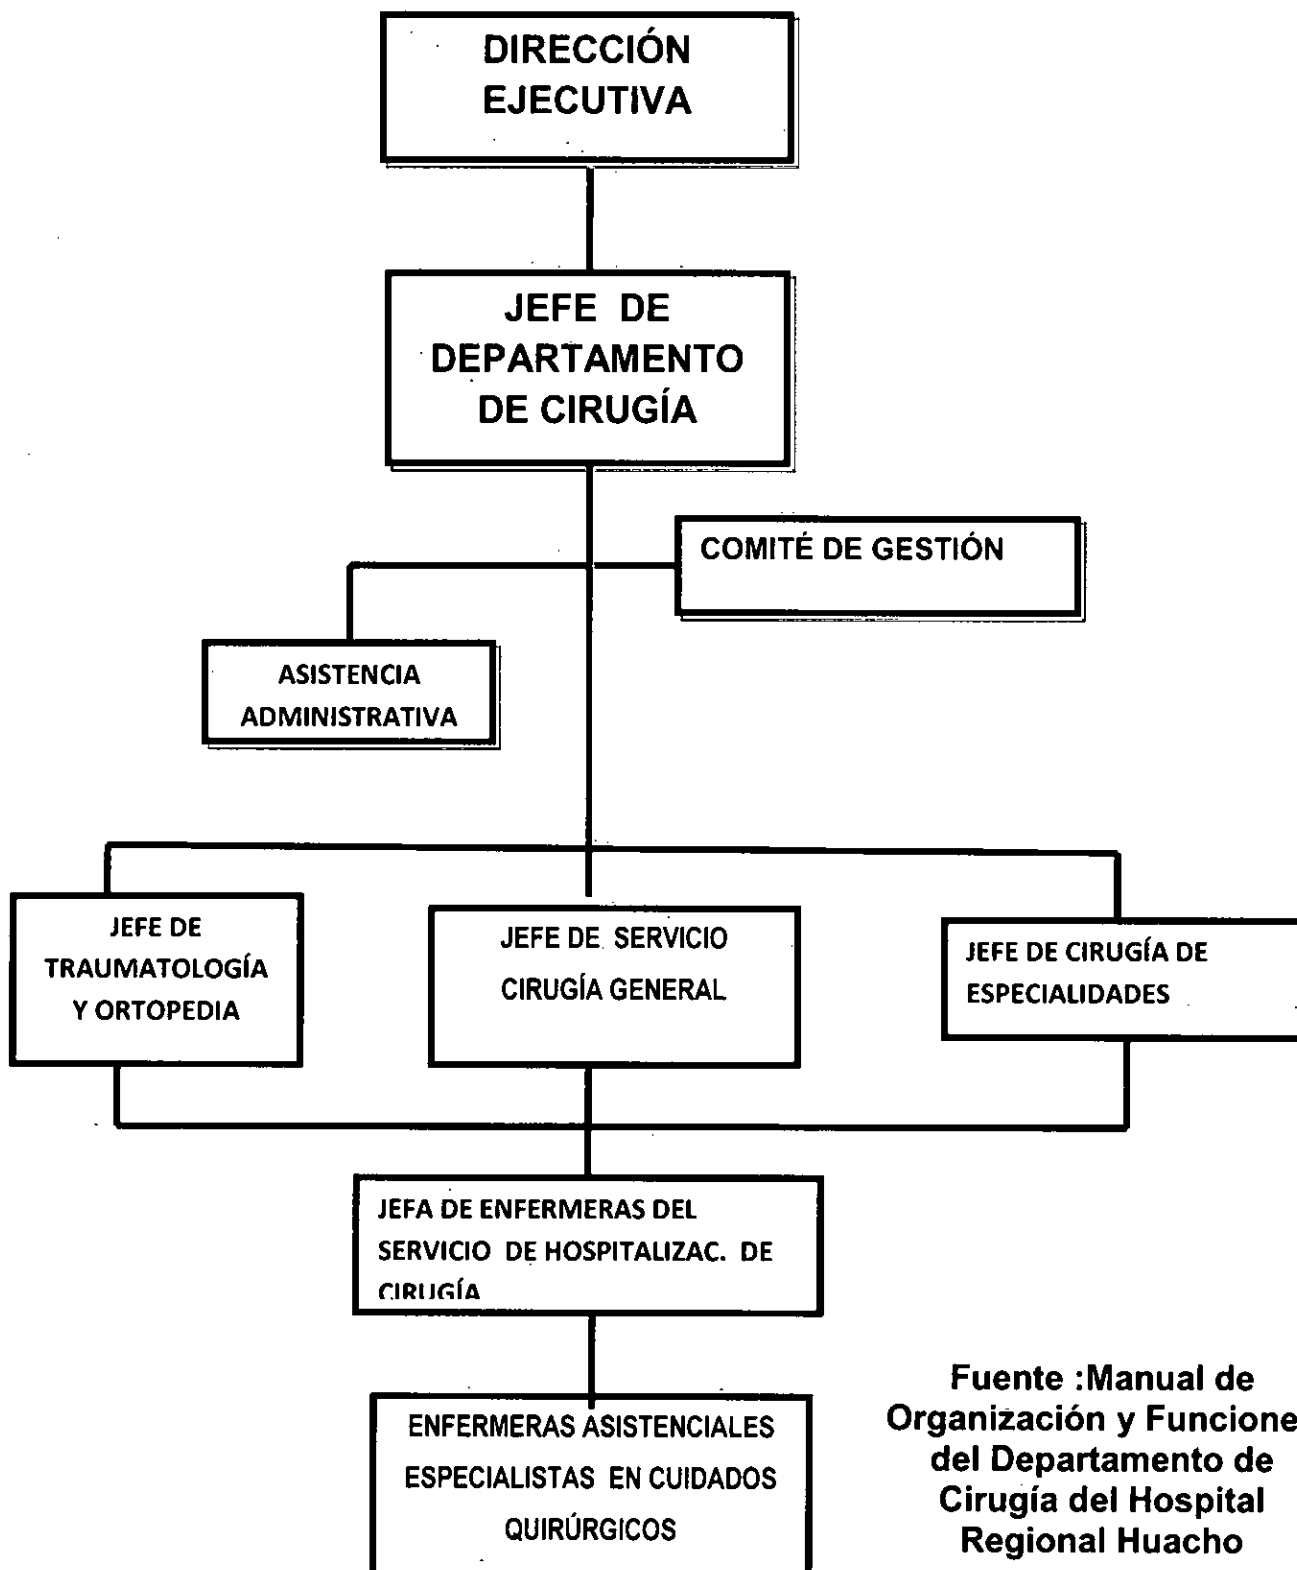 DIRECCIÓN
EJECUTIVA
JEFE DE
DEPARTAMENTO
DE CIRUGÍA
COMITÉ DE GESTIÓN
ASISTENCIA
ADMINISTRATIVA
JEFE DE
TRAUMATOLOGÍA
Y ORTOPEDIA
JEFE DE SERVICIO
CIRUGÍA GENERAL
JEFE DE CIRUGÍA DE
ESPECIALIDADES
JEFA DE ENFERMERAS DEL
SERVICIO DE HOSPITALIZAC. DE
CIRUGÍA
ENFERMERAS ASISTENCIALES
ESPECIALISTAS EN CUIDADOS
QUIRÚRGICOS
Fuente :Manual de
Organización y Funcione
del Departamento de
Cirugía del Hospital
Regional Huacho